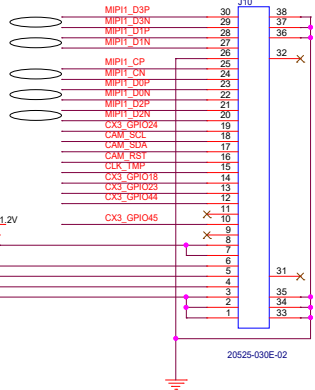 J10
MIPI1_D3P 30 38
MIPI1_D3N 29 37
MIPI1_D1P 28 36
MIPI1_D1N 27
26 32
MIPI1_CP 25
MIPI1_CN 24
MIPI1_D0P 23
MIPI1_D0N 22
MIPI1_D2P 21
MIPI1_D2N 20
CX3_GPIO24 19
CAM_SCL 18
CAM_SDA 17
CAM_RST 16
CLK_TMP 15
CX3_GPIO18 14
CX3_GPIO23 13
CX3_GPIO44 12
11
1.2V CX3_GPIO45 10
9
8
7
6
5 31
4
3 35
2 34
1 33
20525-030E-02